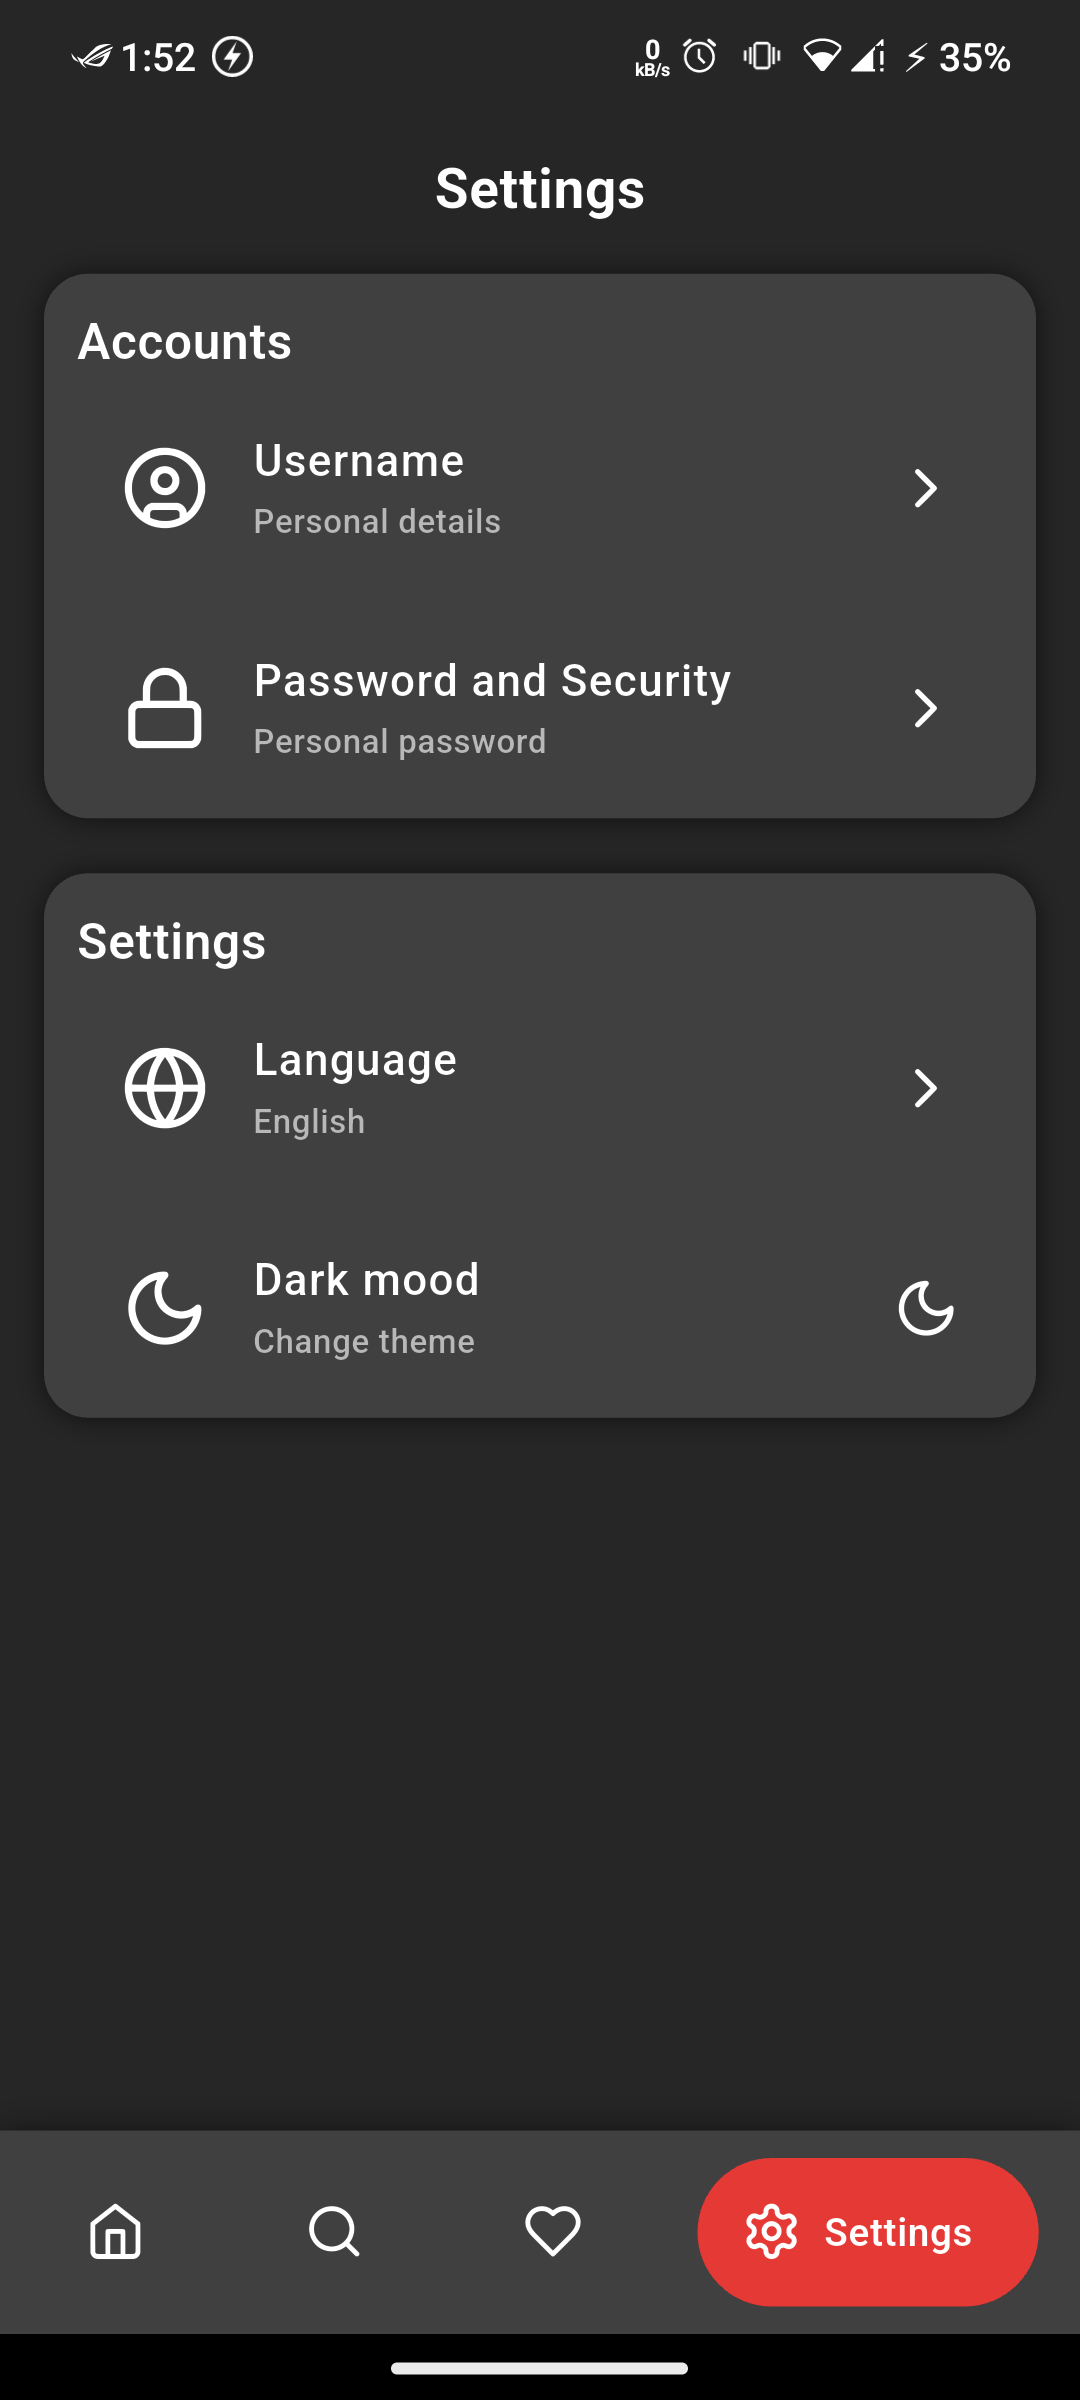 1:52 0 kB/s 35%
Settings
Accounts
Username
Personal details
Password and Security
Personal password
Settings
Language
English
Dark mood
Change theme
Settings